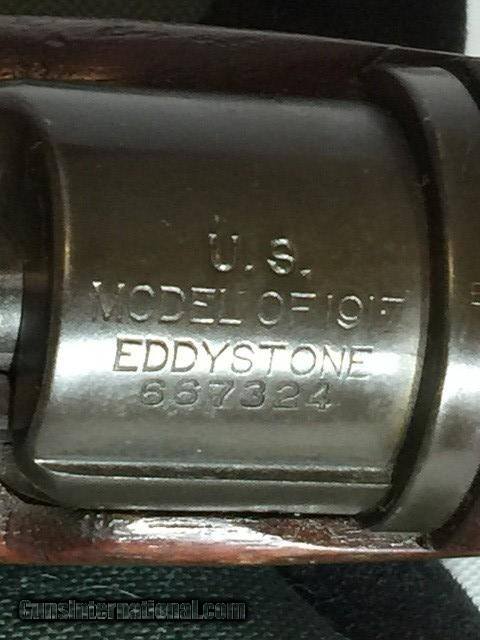 U.S.
MODEL OF 1917
EDDYSTONE
667324
GunsInternational.com